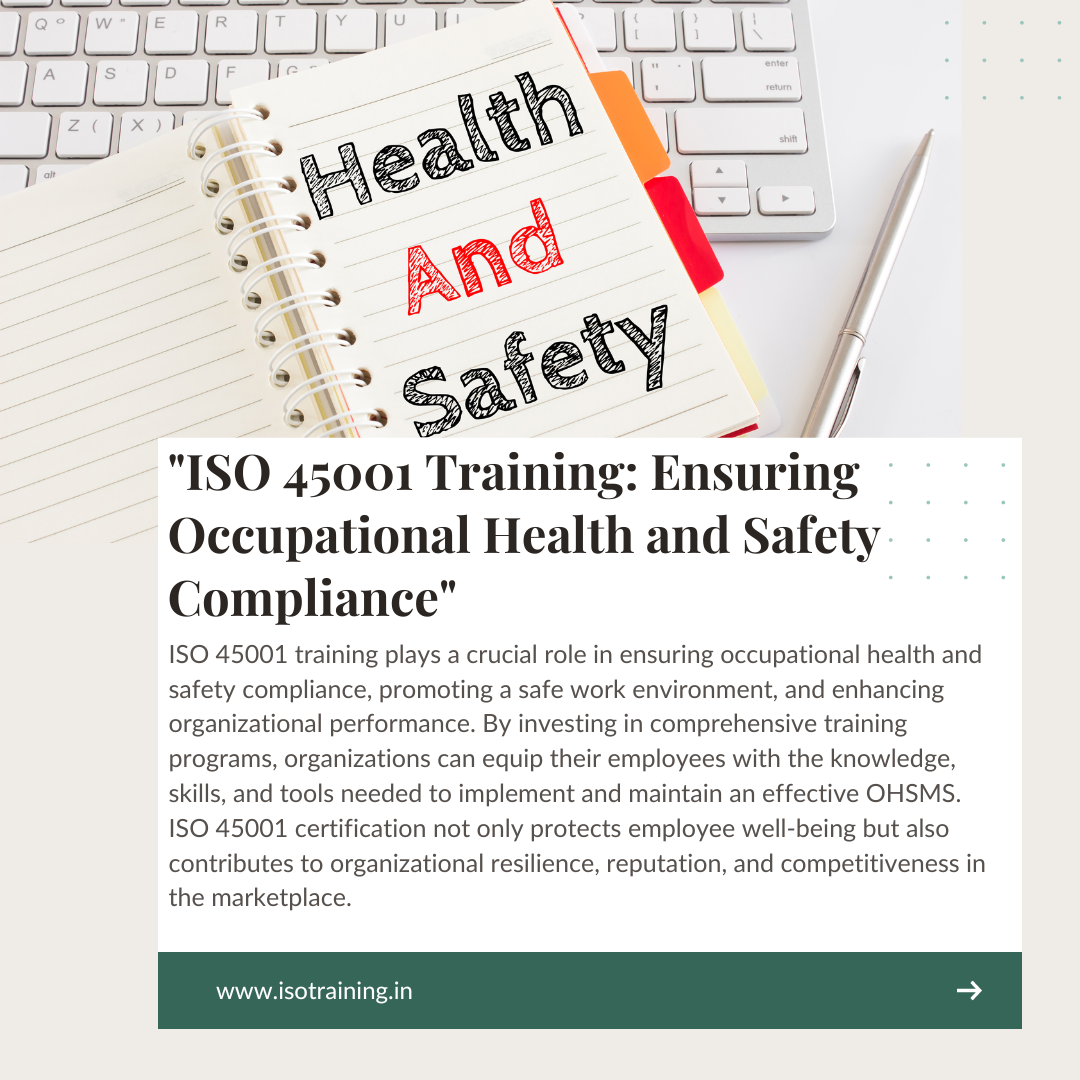 Q W E R T Y U
A S D F G
Z ( X )
alt
enter
return
shift
Health
And
Safety
"ISO 45001 Training: Ensuring
Occupational Health and Safety
Compliance"
ISO 45001 training plays a crucial role in ensuring occupational health and
safety compliance, promoting a safe work environment, and enhancing
organizational performance. By investing in comprehensive training
programs, organizations can equip their employees with the knowledge,
skills, and tools needed to implement and maintain an effective OHSMS.
ISO 45001 certification not only protects employee well-being but also
contributes to organizational resilience, reputation, and competitiveness in
the marketplace.
www.isotraining.in